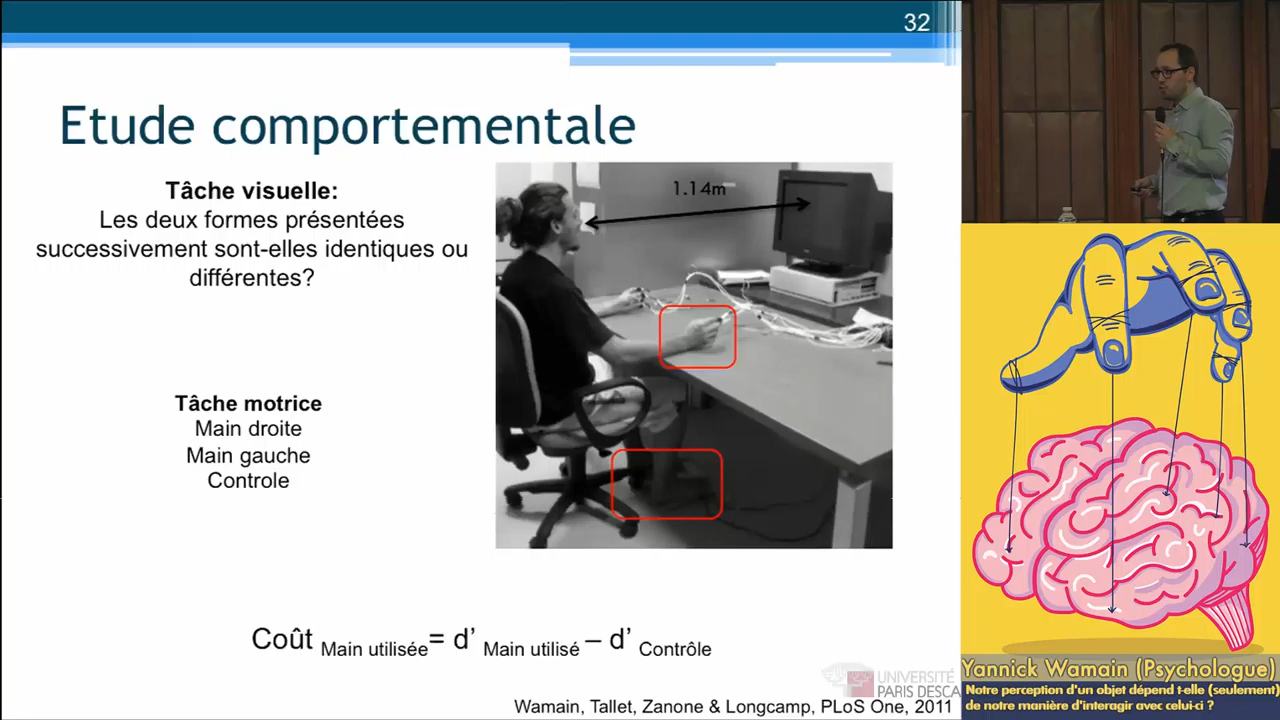 32
Etude comportementale
Tâche visuelle:
Les deux formes présentées
successivement sont-elles identiques ou
différentes?
1.14m
Tâche motrice
Main droite
Main gauche
Controle
Coût Main utilisée= d’ Main utilisé – d’ Contrôle
UNIVERSITÉ
PARIS DESCA
Wamain, Tallet, Zanone & Longcamp, PLoS One, 2011
Yannick Wamain (Psychologue)
Notre perception d'un objet dépend t-elle (seulement)
de notre manière d'interagir avec celui-ci ?